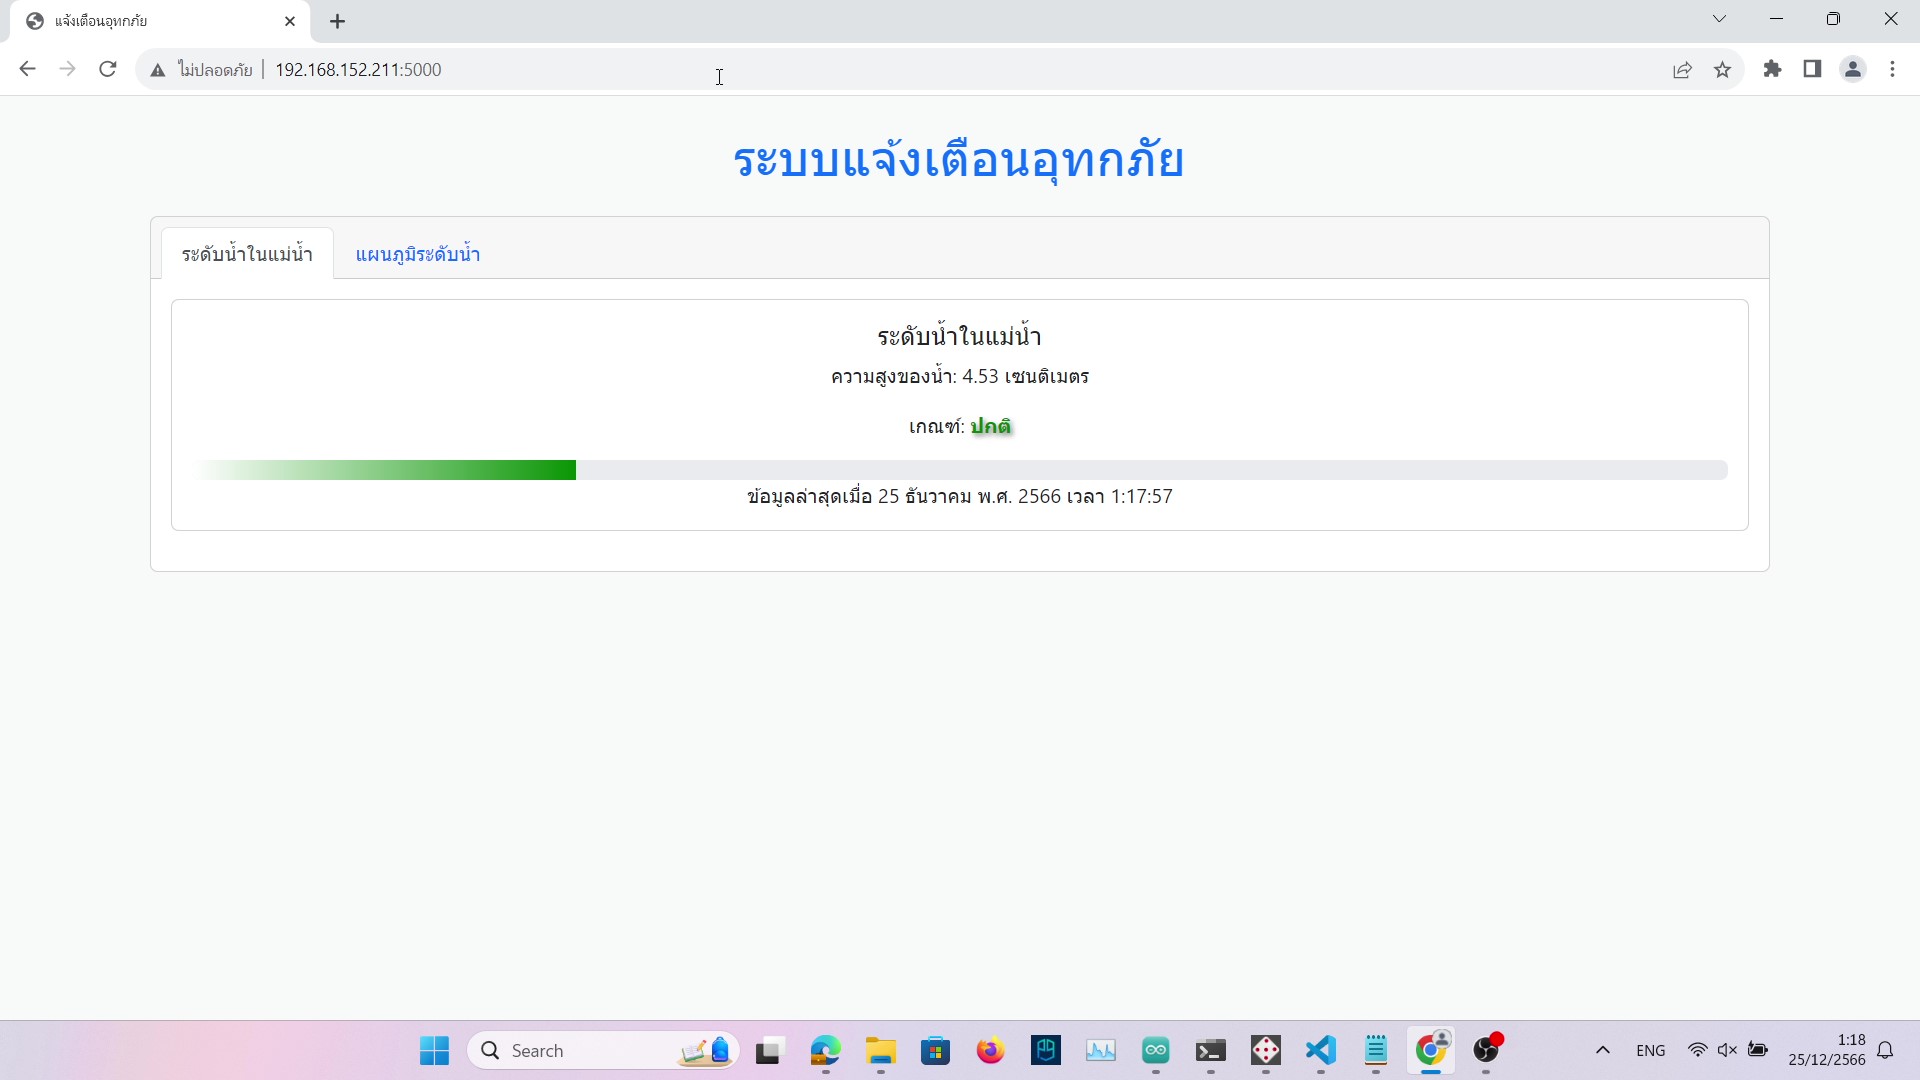 แจ้งเตือนอุทกภัย
ไม่ปลอดภัย 192.168.152.211:5000
ระบบแจ้งเตือนอุทกภัย
ระดับน้ำในแม่น้ำ แผนภูมิระดับน้ำ
ระดับน้ำในแม่น้ำ
ความสูงของน้ำ: 4.53 เซนติเมตร
เกณฑ์: ปกติ
ข้อมูลล่าสุดเมื่อ 25 ธันวาคม พ.ศ. 2566 เวลา 1:17:57
Search
ENG
1:18
25/12/2566